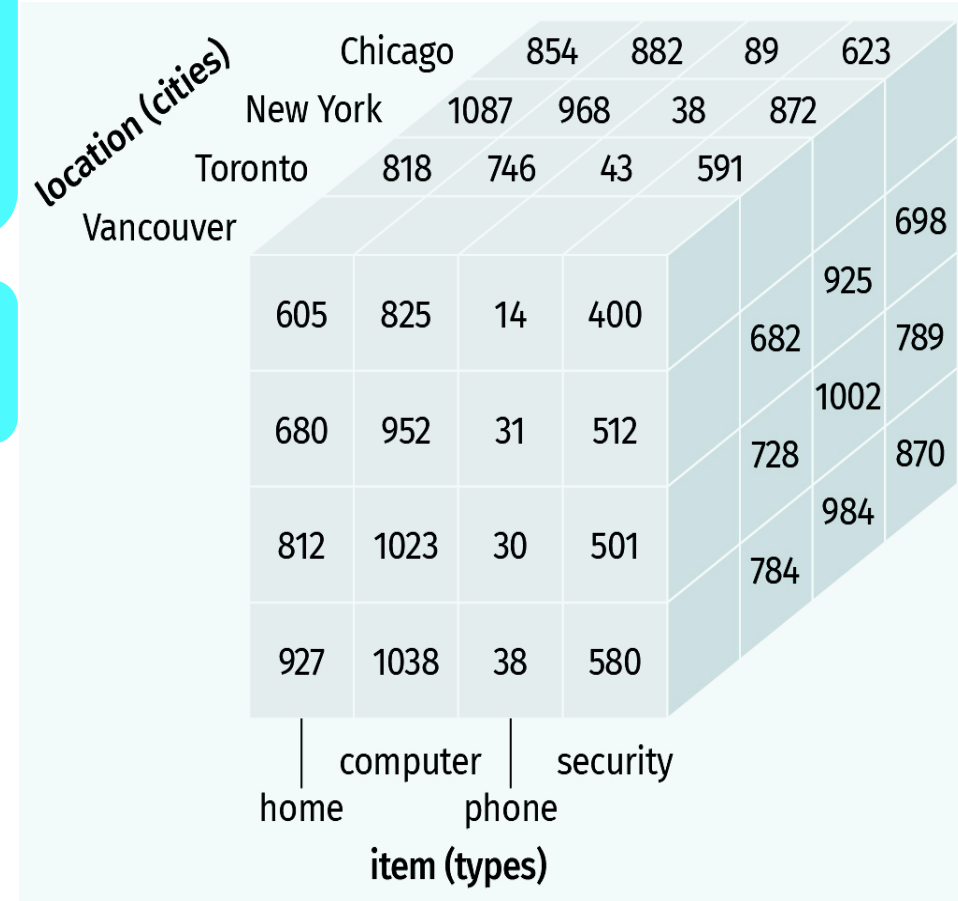 location (cities)
Chicago 854 882 89 623
New York 1087 968 38 872
Toronto 818 746 43 591
Vancouver
698
925
605 825 14 400
682 789
1002
680 952 31 512
728 870
984
812 1023 30 501
784
927 1038 38 580
computer security
home phone
item (types)